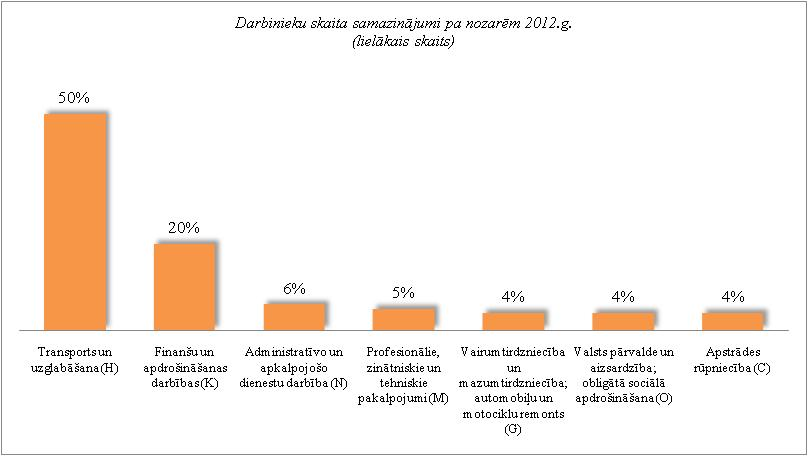 Darbinieku skaita samazinājumi pa nozarēm 2012.g.
(lielākais skaits)
50%
20%
6%
5%
4%
4%
4%
Transports un
uzglabāšana (H)
Finanšu un
apdrošināšanas
darbības (K)
Administratīvo un
apkalpojošo
dienestu darbība (N)
Profesionālie,
zinātniskie un
tehniskie
pakalpojumi (M)
Vairumtirdzniecība
un
mazumtirdzniecība;
automobiļu un
motociklu remonts
(G)
Valsts pārvalde un
aizsardzība;
obligātā sociālā
apdrošināšana (O)
Apstrādes
rūpniecība (C)